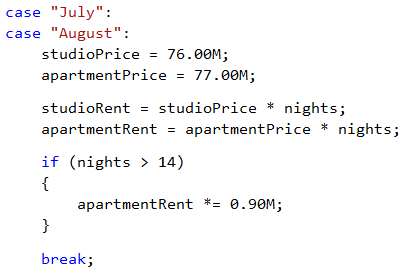 case "July":
case "August":
    studioPrice = 76.00M;
    apartmentPrice = 77.00M;
    studioRent = studioPrice * nights;
    apartmentRent = apartmentPrice * nights;
    if (nights > 14)
    {
        apartmentRent *= 0.90M;
    }
    break;